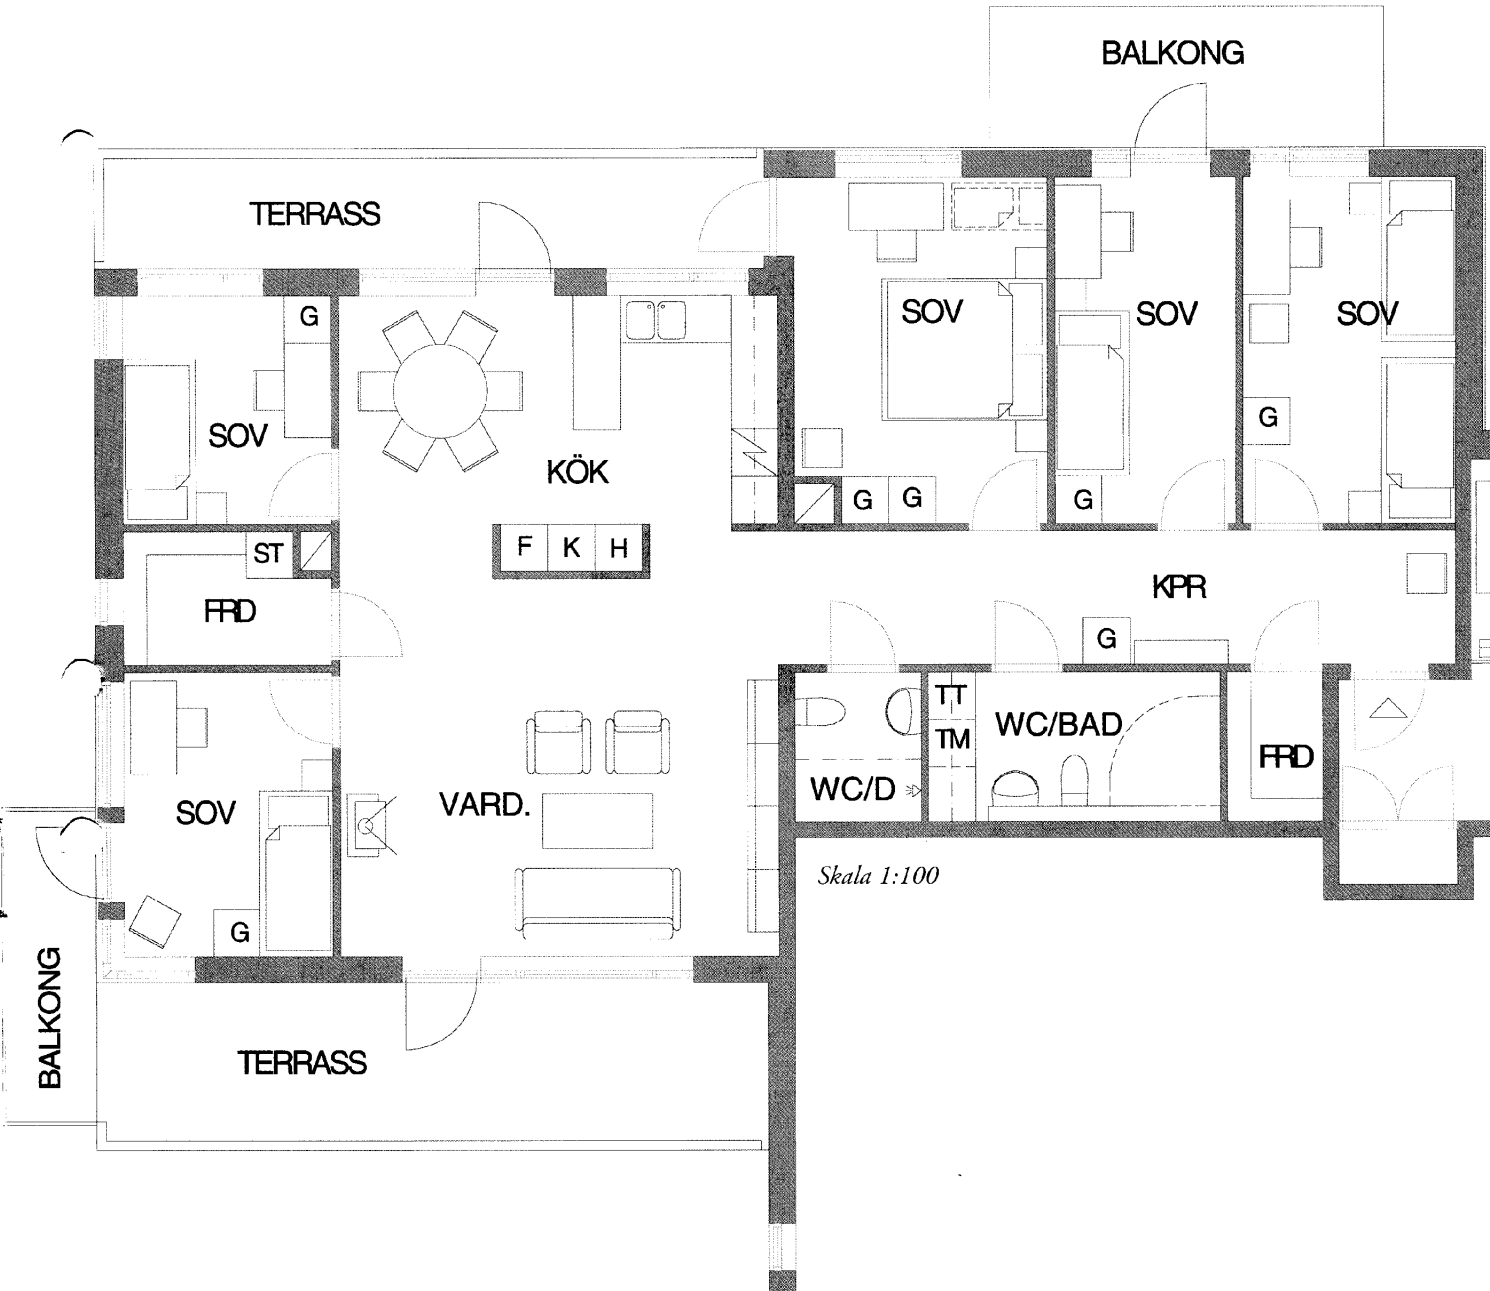 BALKONG
TERRASS
G
SOV
SOV
SOV
SOV
G
KÖK
G
G
G
F K H
ST
FRD
KPR
G
TT
WC/BAD
TM
FRD
WC/D
SOV
VARD.
Skala 1:100
G
BALKONG
TERRASS